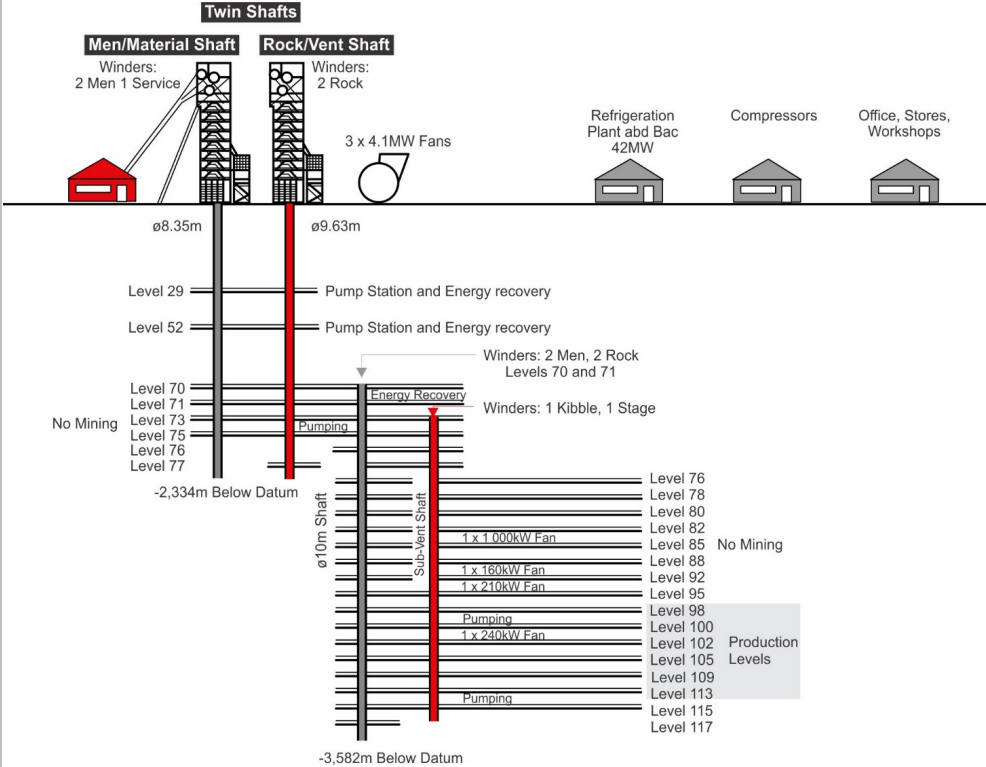 Twin Shafts
Men/Material Shaft
Rock/Vent Shaft
Winders:
2 Men 1 Service
Winders:
2 Rock
3 x 4.1MW Fans
Refrigeration
Plant abd Bac
42MW
Compressors
Office, Stores,
Workshops
ø8.35m
ø9.63m
Level 29
Pump Station and Energy recovery
Level 52
Pump Station and Energy recovery
Winders: 2 Men, 2 Rock
Levels 70 and 71
Level 70
Energy Recovery
Level 71
Winders: 1 Kibble, 1 Stage
No Mining
Level 73
Pumping
Level 75
Level 76
Level 77
-2,334m Below Datum
ø10m Shaft
Sub-Vent Shaft
Level 76
Level 78
Level 80
Level 82
1 x 1 000kW Fan
Level 85
No Mining
Level 88
1 x 160kW Fan
Level 92
1 x 210kW Fan
Level 95
Level 98
Pumping
Level 100
1 x 240kW Fan
Level 102
Production
Levels
Level 105
Level 109
Level 113
Pumping
Level 115
Level 117
-3,582m Below Datum